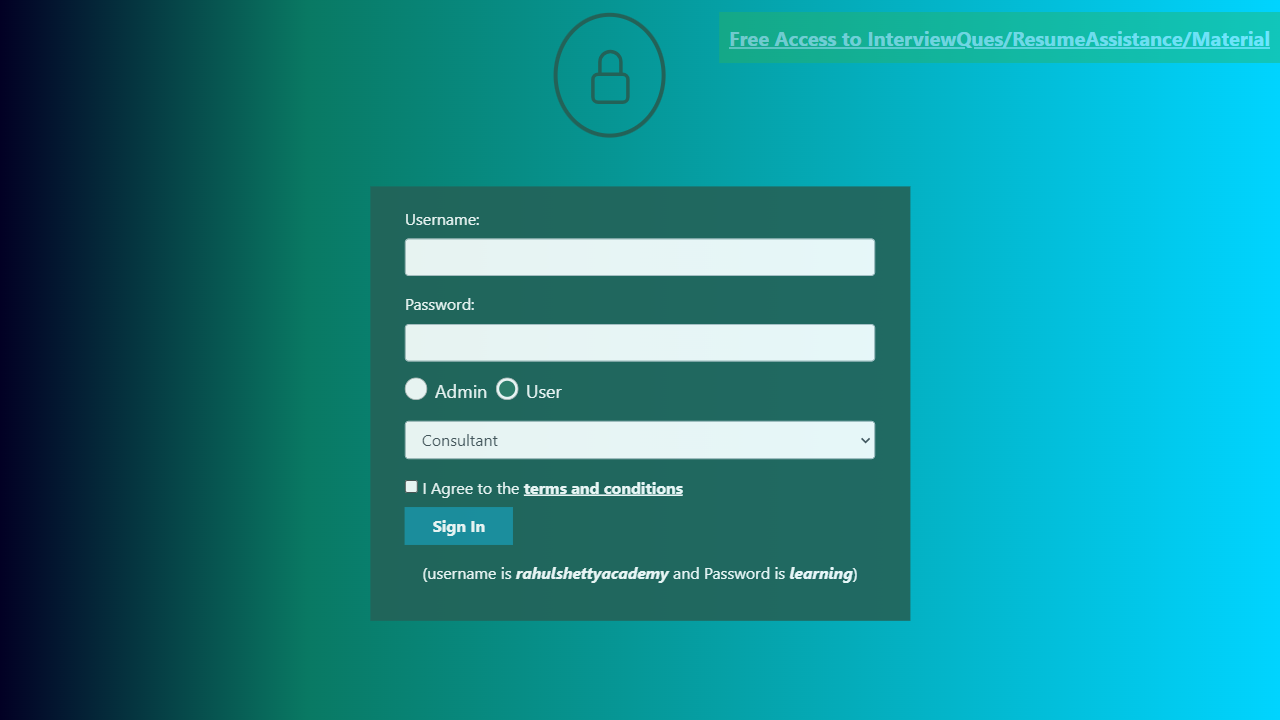 Free Access to InterviewQues/ResumeAssistance/Material
Username:
Password:
Admin User
Consultant
I Agree to the terms and conditions
Sign In
(username is rahulshettyacademy and Password is learning)